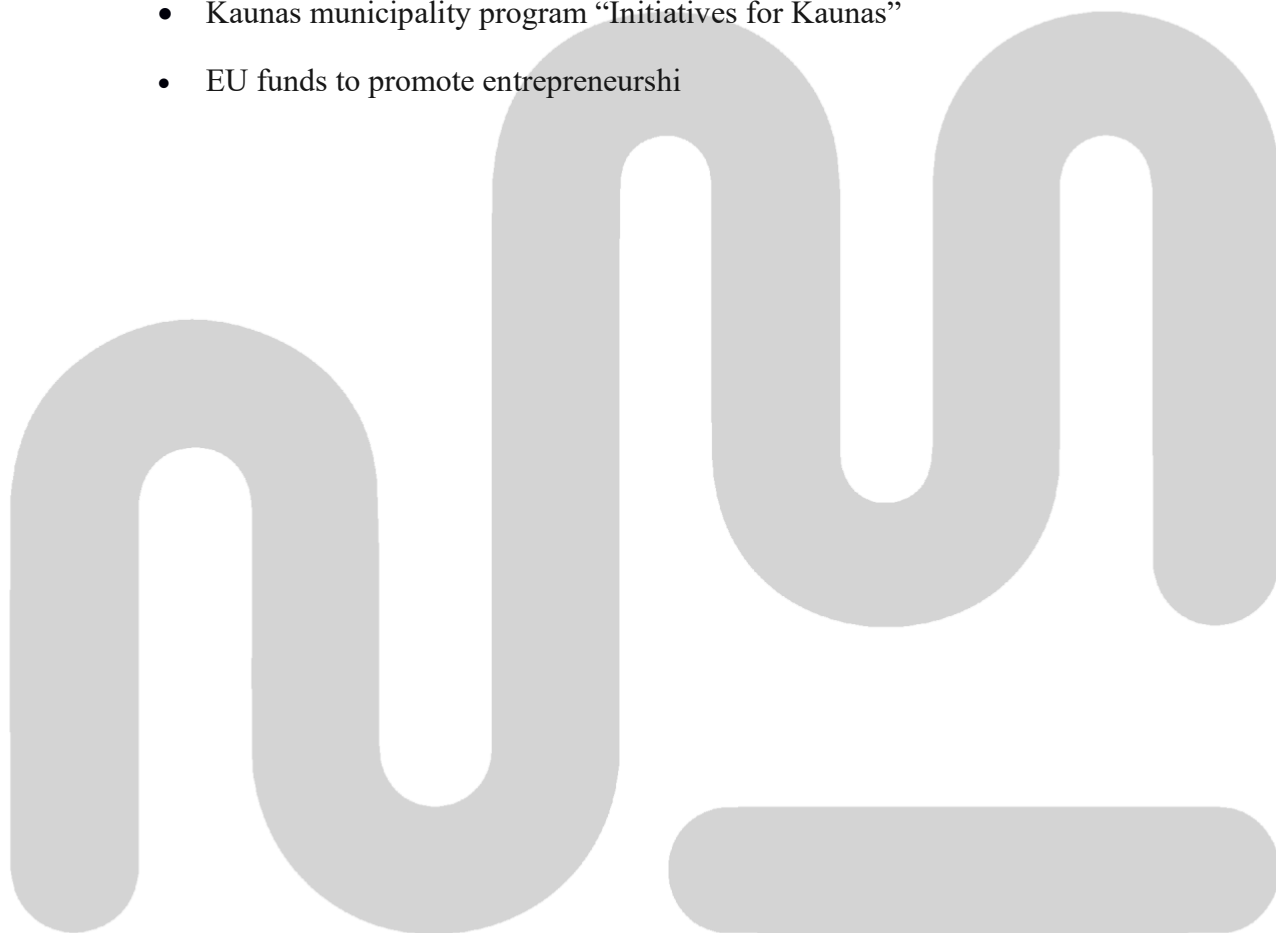 • Kaunas municipality program “Initiatives for Kaunas”
• EU funds to promote entrepreneurshi